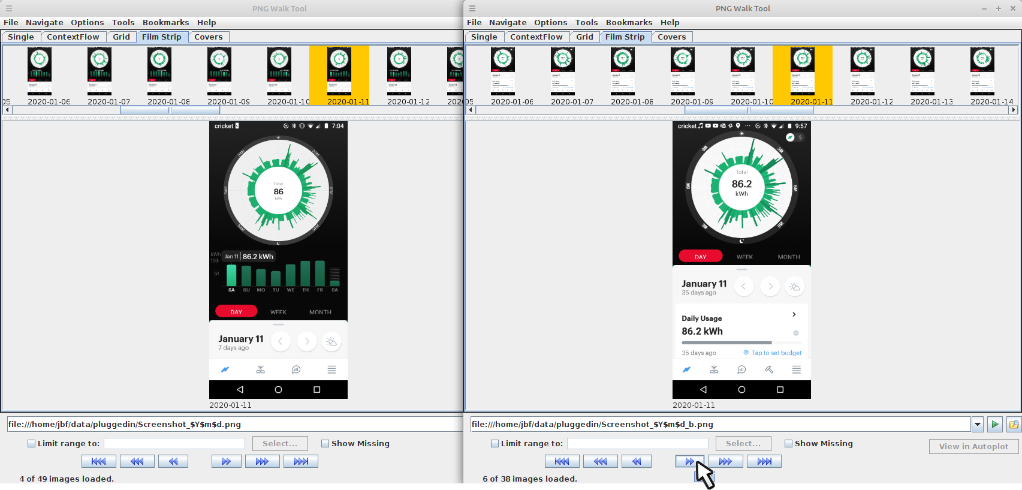 PNG Walk Tool
File Navigate Options Tools Bookmarks Help
Single ContextFlow Grid Film Strip Covers
05 2020-01-06 2020-01-07 2020-01-08 2020-01-09 2020-01-10 2020-01-11 2020-01-12
cricket 7:04
86
kWh
Jan 11 86.2 kWh
SA SU MO TU WE TH FR SA
DAY WEEK MONTH
January 11
7 days ago
2020-01-11
file:///home/jbf/data/pluggedin/Screenshot_$Y$m$d.png
Limit range to: Select... Show Missing
4 of 49 images loaded.
PNG Walk Tool
File Navigate Options Tools Bookmarks Help
Single ContextFlow Grid Film Strip Covers
2020-01-06 2020-01-07 2020-01-08 2020-01-09 2020-01-10 2020-01-11 2020-01-12 2020-01-13 2020-01-14
cricket 9:57
Total
86.2
kWh
DAY WEEK MONTH
January 11
35 days ago
Daily Usage
86.2 kWh
35 days ago Tap to set budget
2020-01-11
file:///home/jbf/data/pluggedin/Screenshot_$Y$m$d_b.png
Limit range to: Select... Show Missing
View in Autoplot
6 of 38 images loaded.